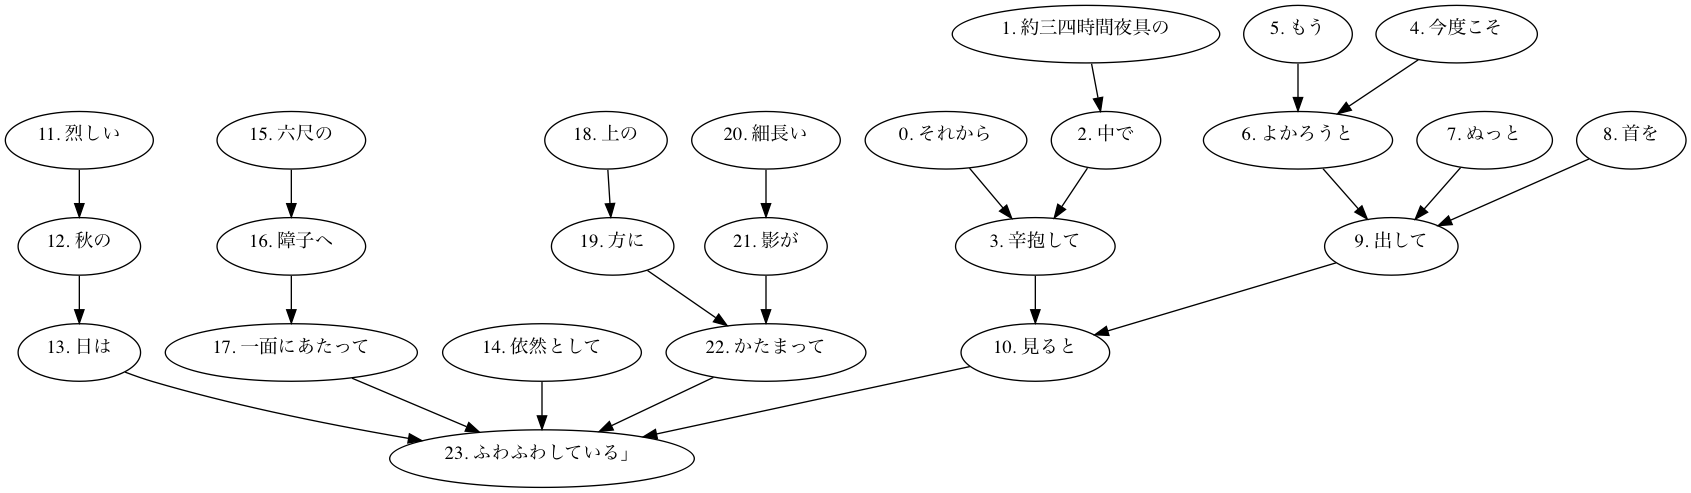 1. 約三四時間夜具の
5. もう
4. 今度こそ
11. 烈しい
15. 六尺の
18. 上の
20. 細長い
0. それから
2. 中で
6. よかろうと
7. ぬっと
8. 首を
12. 秋の
16. 障子へ
19. 方に
21. 影が
3. 辛抱して
9. 出して
13. 日は
17. 一面にあたって
14. 依然として
22. かたまって
10. 見ると
23. ふわふわしている」